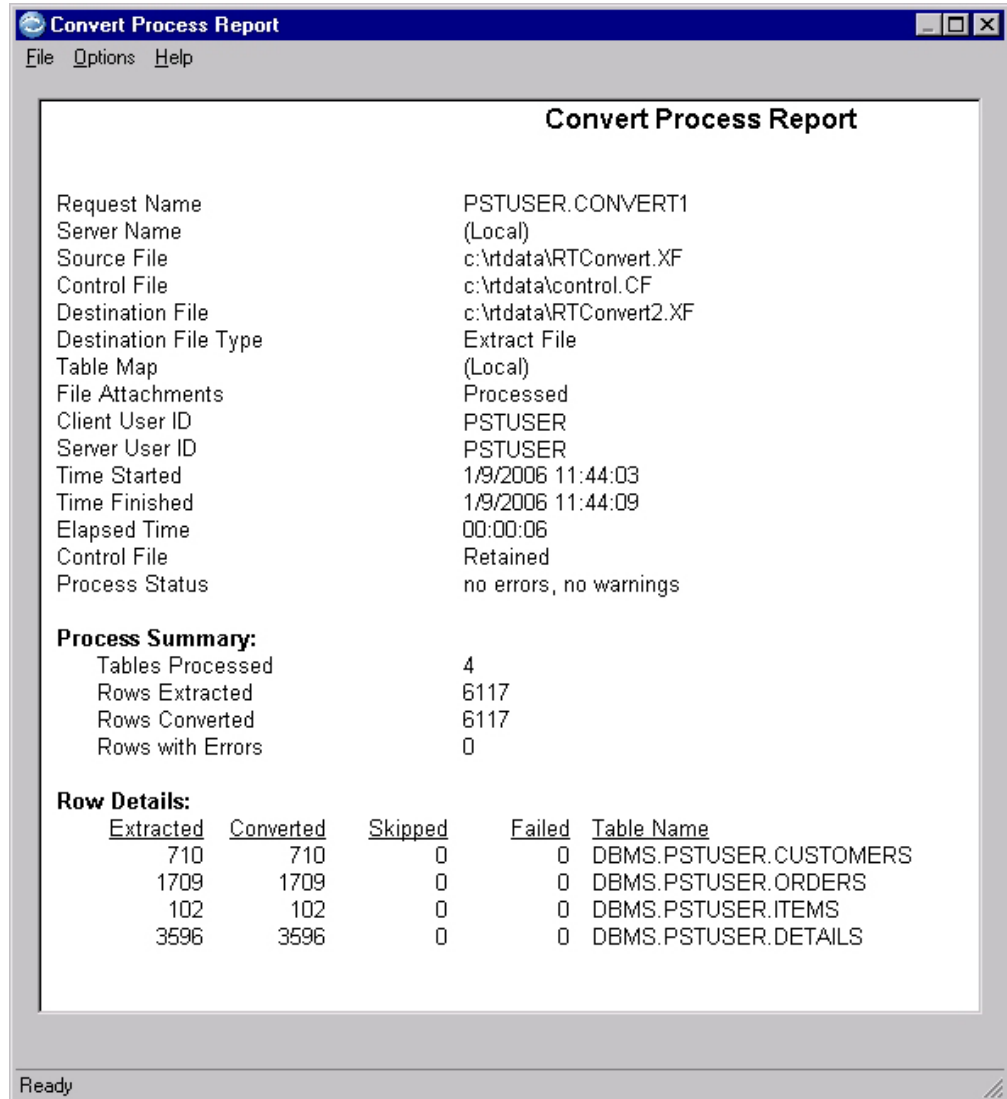 Convert Process Report
File Options Help
Convert Process Report
Request Name PSTUSER.CONVERT1
Server Name (Local)
Source File c:\rtdata\RTConvert.XF
Control File c:\rtdata\control.CF
Destination File c:\rtdata\RTConvert2.XF
Destination File Type Extract File
Table Map (Local)
File Attachments Processed
Client User ID PSTUSER
Server User ID PSTUSER
Time Started 1/9/2006 11:44:03
Time Finished 1/9/2006 11:44:09
Elapsed Time 00:00:06
Control File Retained
Process Status no errors, no warnings
Process Summary:
Tables Processed 4
Rows Extracted 6117
Rows Converted 6117
Rows with Errors 0
Row Details:
Extracted Converted Skipped Failed Table Name
710 710 0 0 DBMS.PSTUSER.CUSTOMERS
1709 1709 0 0 DBMS.PSTUSER.ORDERS
102 102 0 0 DBMS.PSTUSER.ITEMS
3596 3596 0 0 DBMS.PSTUSER.DETAILS
Ready